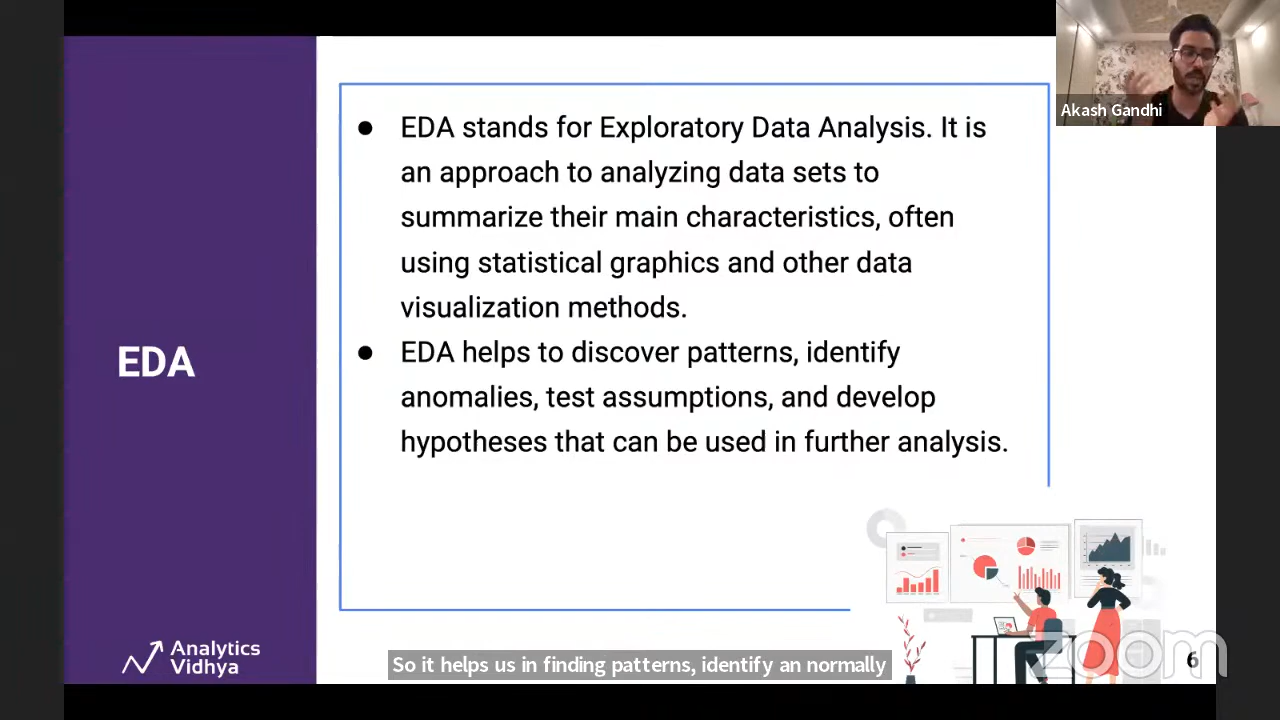 Akash Gandhi
EDA
● EDA stands for Exploratory Data Analysis. It is
an approach to analyzing data sets to
summarize their main characteristics, often
using statistical graphics and other data
visualization methods.
● EDA helps to discover patterns, identify
anomalies, test assumptions, and develop
hypotheses that can be used in further analysis.
Analytics
Vidhya
So it helps us in finding patterns, identify an normally
zoom
6